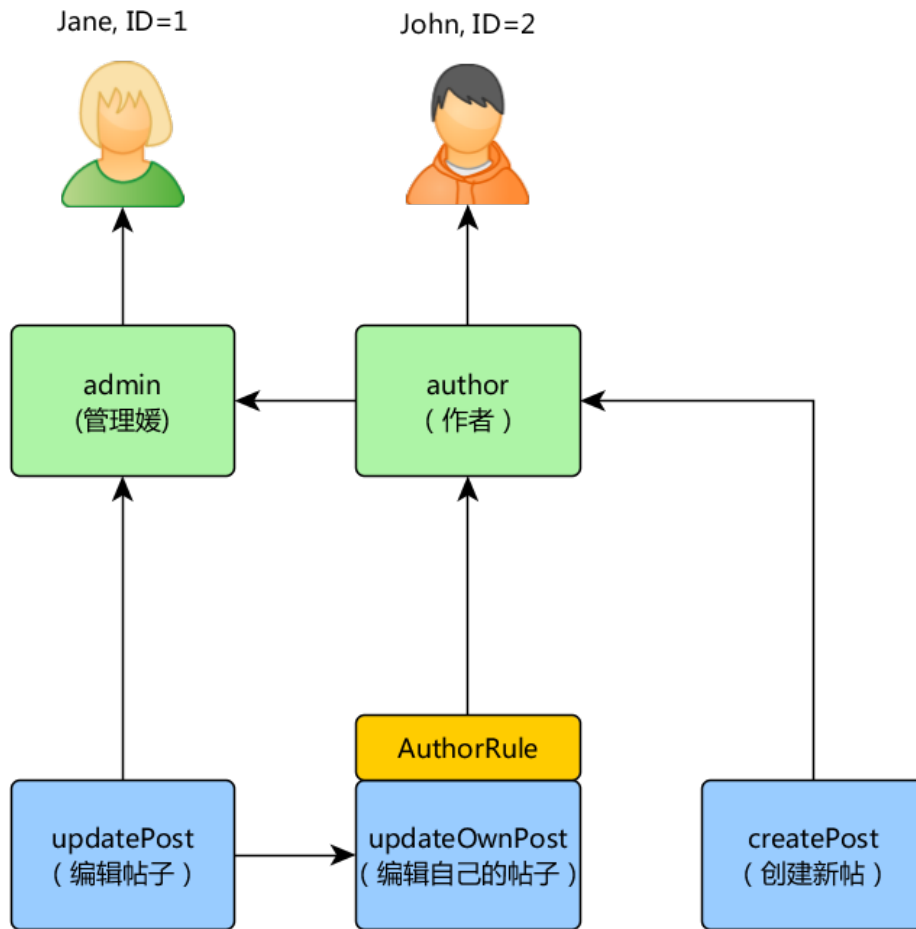 Jane, ID=1
John, ID=2
admin
(管理媛)
author
（作者）
AuthorRule
updatePost
（编辑帖子）
updateOwnPost
（编辑自己的帖子）
createPost
（创建新帖）